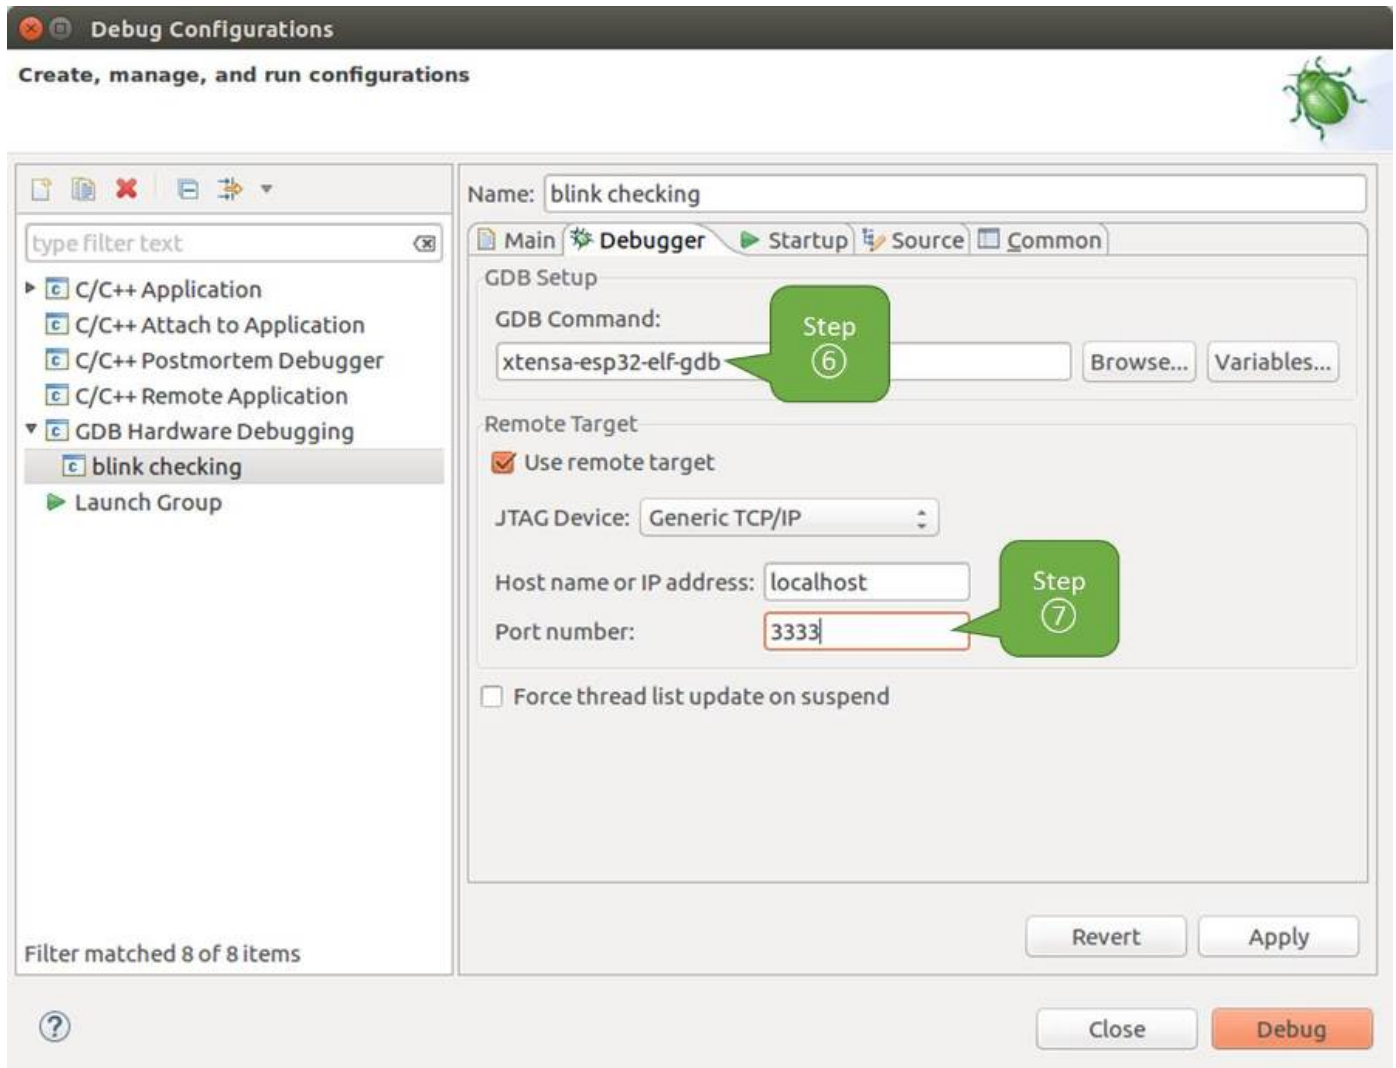 Debug Configurations
Create, manage, and run configurations
type filter text
C/C++ Application
C/C++ Attach to Application
C/C++ Postmortem Debugger
C/C++ Remote Application
GDB Hardware Debugging
blink checking
Launch Group
Filter matched 8 of 8 items
Name: blink checking
Main Debugger Startup Source Common
GDB Setup
GDB Command:
xtensa-esp32-elf-gdb Browse... Variables...
Step
⑥
Remote Target
Use remote target
JTAG Device: Generic TCP/IP
Host name or IP address: localhost
Port number: 3333
Step
⑦
Force thread list update on suspend
Revert Apply
? Close Debug